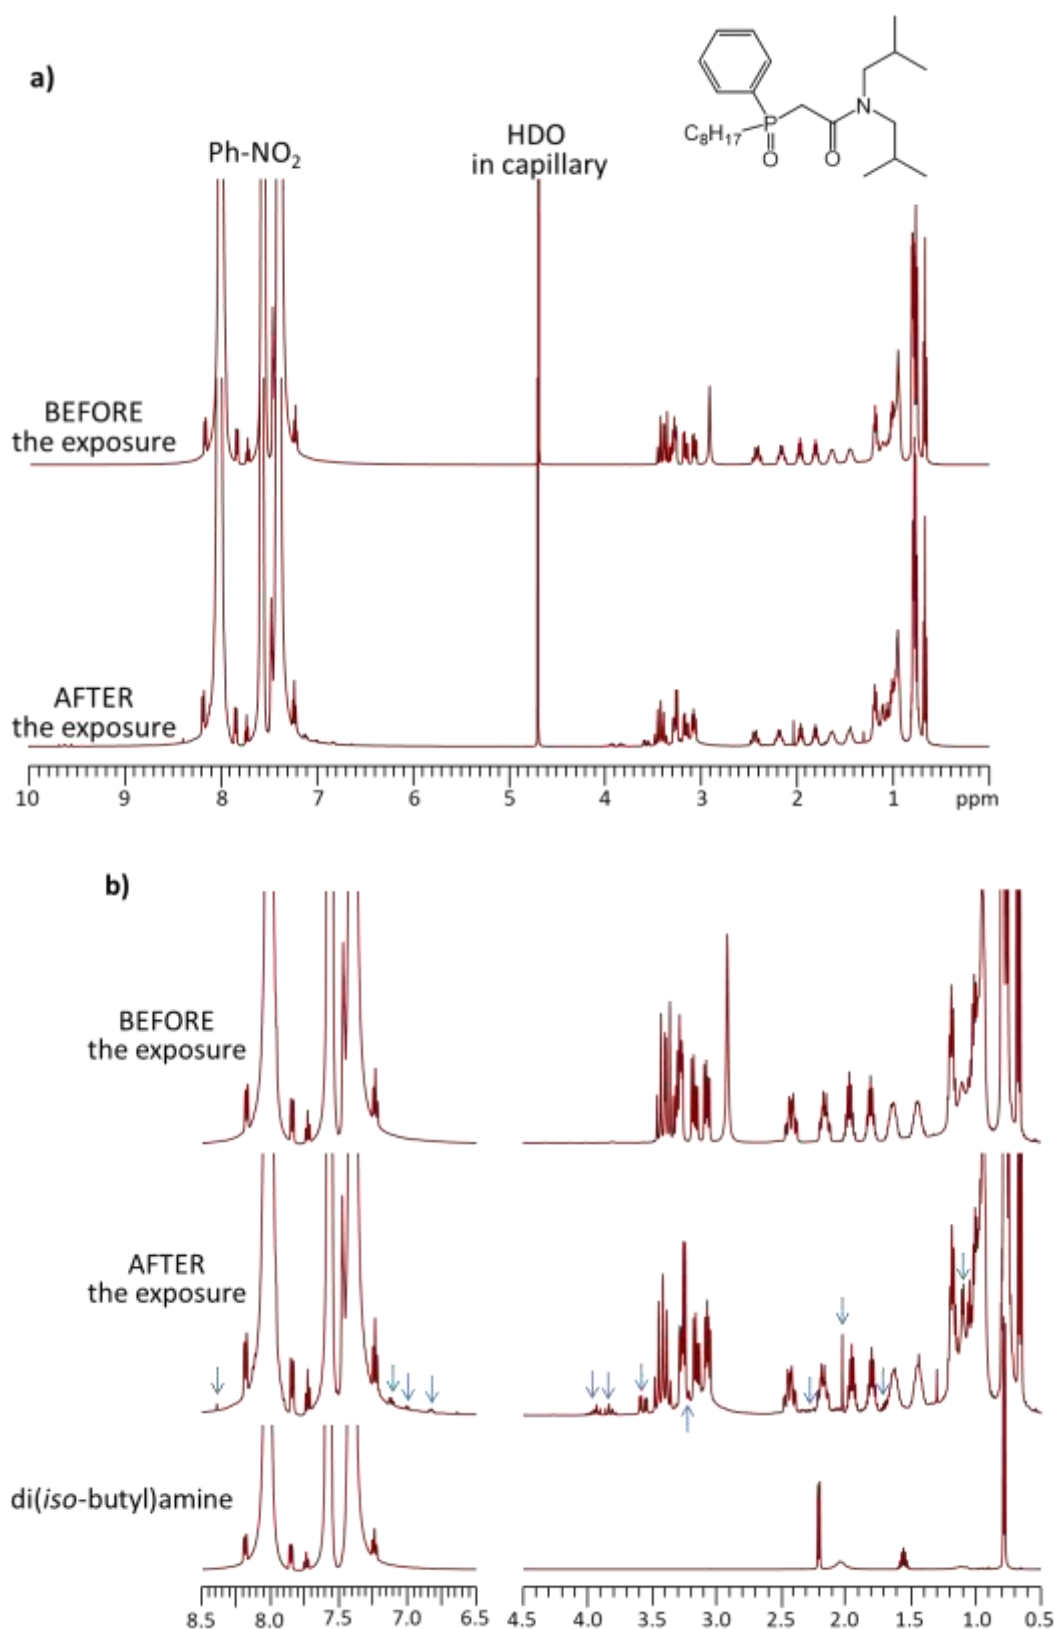 a)
C8H17
P
O
O
N
Ph-NO2
HDO
in capillary
BEFORE
the exposure
AFTER
the exposure
10 9 8 7 6 5 4 3 2 1 ppm
b)
BEFORE
the exposure
AFTER
the exposure
di(iso-butyl)amine
8.5 8.0 7.5 7.0 6.5 4.5 4.0 3.5 3.0 2.5 2.0 1.5 1.0 0.5